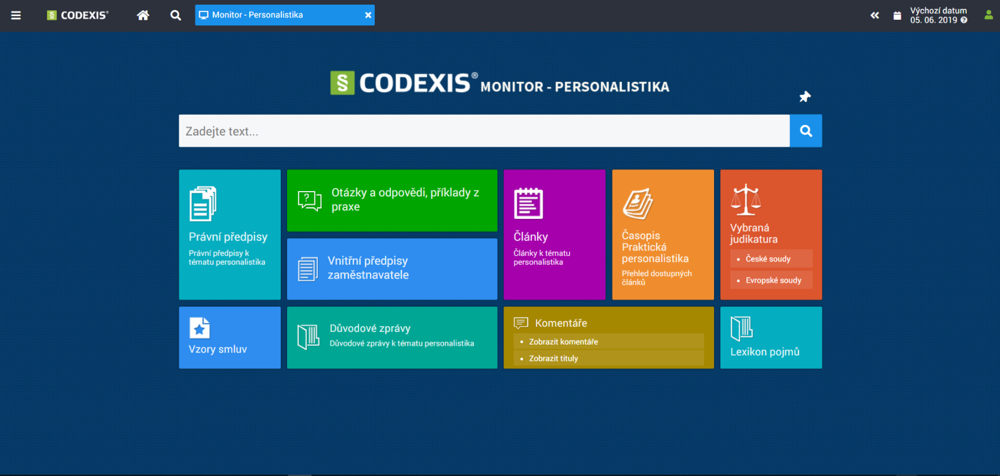 § CODEXIS®
Monitor - Personalistika
Výchozí datum
05. 06. 2019
§ CODEXIS® MONITOR - PERSONALISTIKA
Zadejte text...
Právní předpisy
Právní předpisy k
tématu personalistika
Otázky a odpovědi, příklady z
praxe
Vnitřní předpisy
zaměstnavatele
Články
Články k tématu
personalistika
Časopis
Praktická
personalistika
Přehled dostupných
článků
Vybraná
judikatura
• České soudy
• Evropské soudy
Vzory smluv
Důvodové zprávy
Důvodové zprávy k tématu personalistika
Komentáře
• Zobrazit komentáře
• Zobrazit tituly
Lexikon pojmů